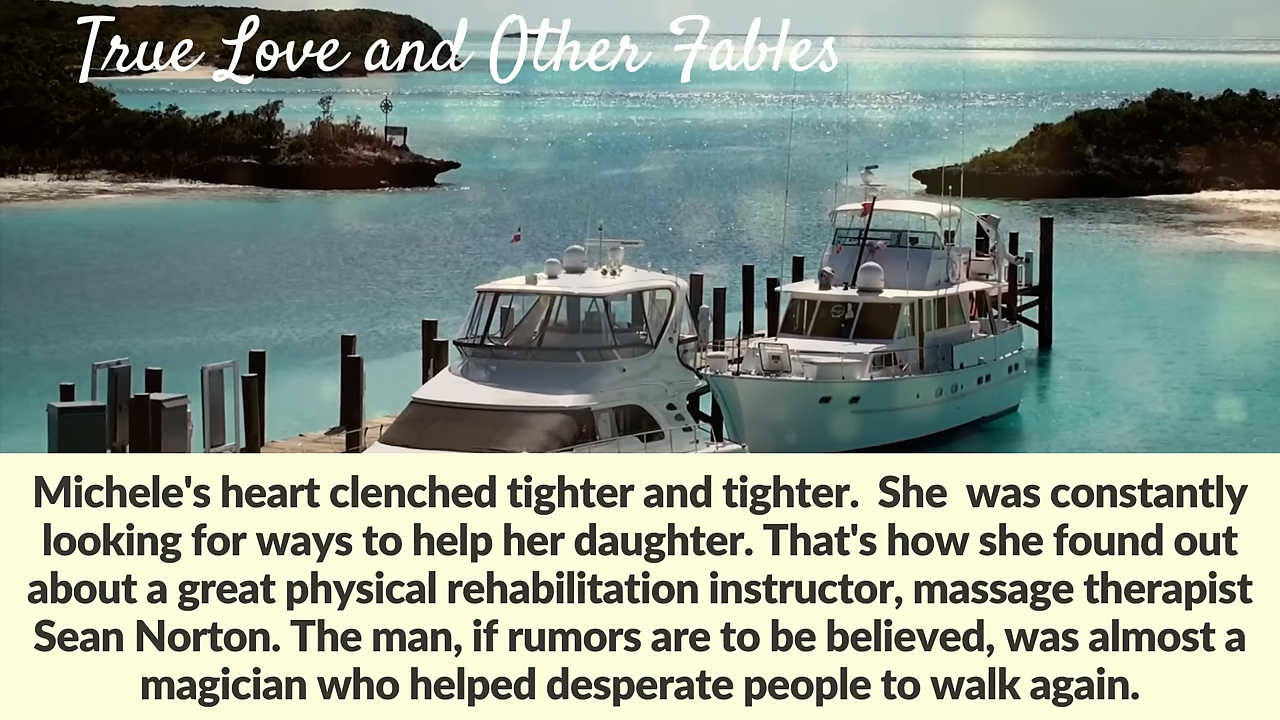 True Love and Other Fables
Michele's heart clenched tighter and tighter.  She  was constantly
looking for ways to help her daughter. That's how she found out
about a great physical rehabilitation instructor, massage therapist
Sean Norton. The man, if rumors are to be believed, was almost a
magician who helped desperate people to walk again.